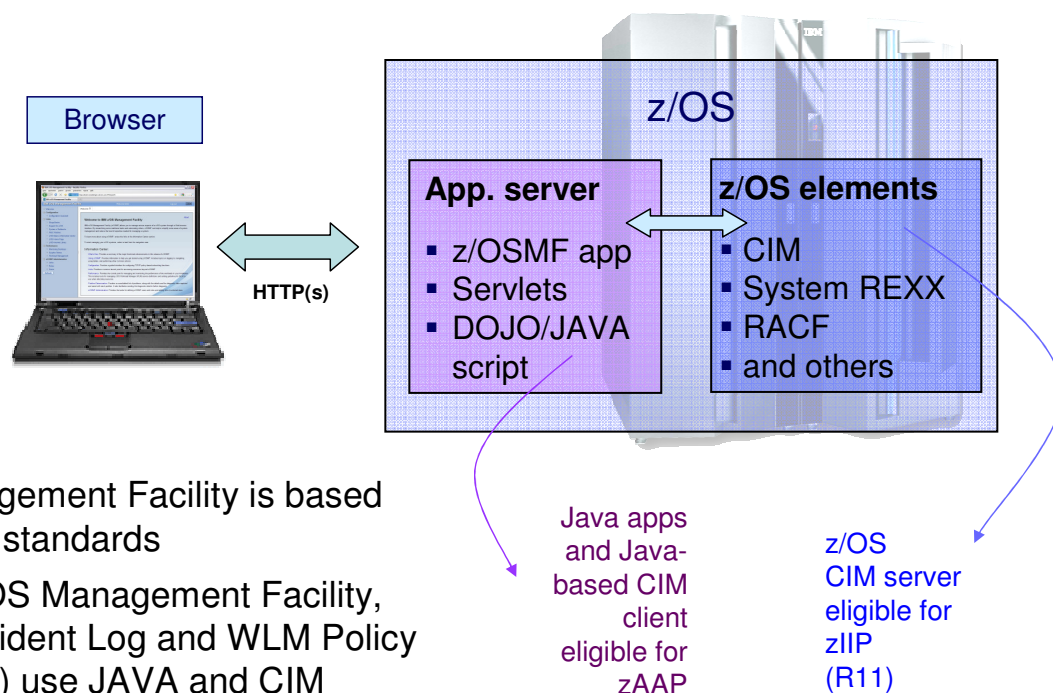 IBM
z/OS
Browser
App. server
▪ z/OSMF app
▪ Servlets
▪ DOJO/JAVA
script
z/OS elements
▪ CIM
▪ System REXX
▪ RACF
▪ and others
HTTP(s)
gement Facility is based
standards
OS Management Facility,
ident Log and WLM Policy
) use JAVA and CIM
Java apps
and Java-
based CIM
client
eligible for
zAAP
z/OS
CIM server
eligible for
zIIP
(R11)